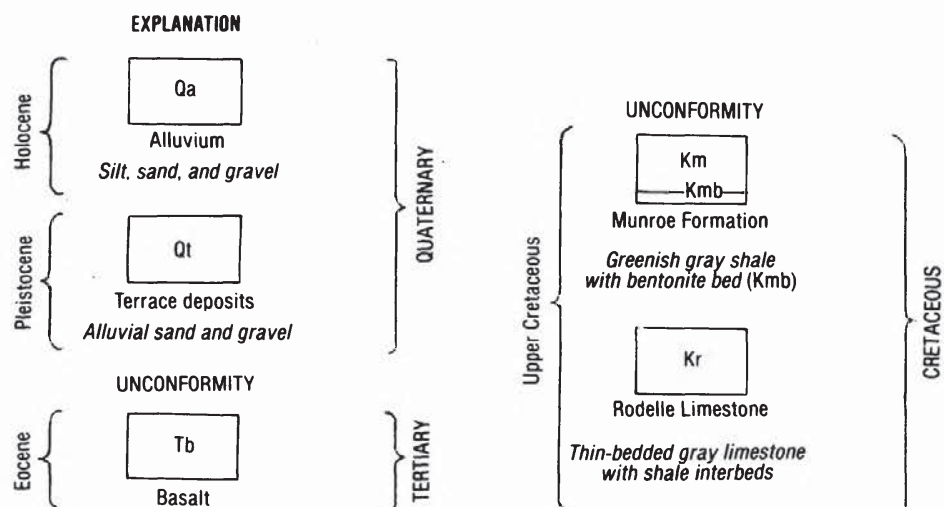 EXPLANATION
Holocene
Qa
Alluvium
Silt, sand, and gravel
Pleistocene
Qt
Terrace deposits
Alluvial sand and gravel
QUATERNARY
UNCONFORMITY
Eocene
Tb
Basalt
TERTIARY
UNCONFORMITY
Upper Cretaceous
Km
Kmb
Munroe Formation
Greenish gray shale
with bentonite bed (Kmb)
Kr
Rodelle Limestone
Thin-bedded gray limestone
with shale interbeds
CRETACEOUS